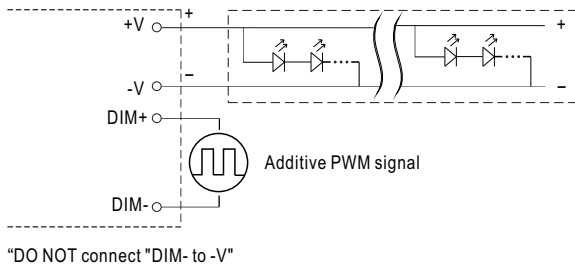 +V
+
+
-V
–
–
DIM+
Additive PWM signal
DIM-
“DO NOT connect "DIM- to -V"